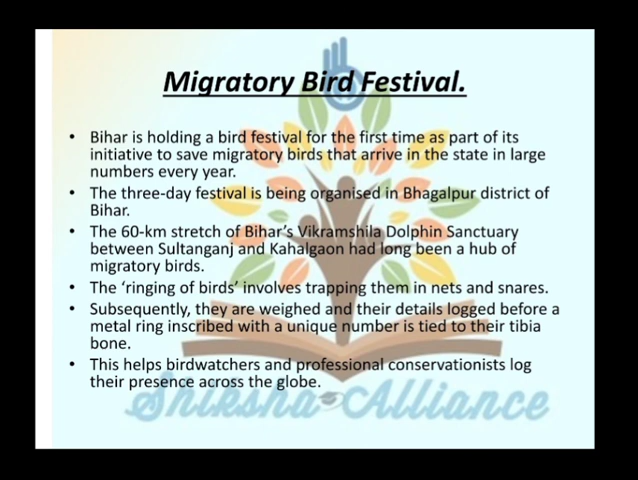 Migratory Bird Festival.
• Bihar is holding a bird festival for the first time as part of its
initiative to save migratory birds that arrive in the state in large
numbers every year.
• The three-day festival is being organised in Bhagalpur district of
Bihar.
• The 60-km stretch of Bihar's Vikramshila Dolphin Sanctuary
between Sultanganj and Kahalgaon had long been a hub of
migratory birds.
• The ‘ringing of birds’ involves trapping them in nets and snares.
• Subsequently, they are weighed and their details logged before a
metal ring inscribed with a unique number is tied to their tibia
bone.
• This helps birdwatchers and professional conservationists log
their presence across the globe.
Shiksha Alliance